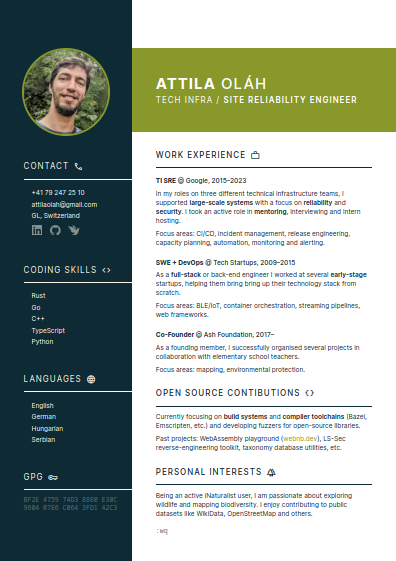 ATTILA OLÁH
TECH INFRA / SITE RELIABILITY ENGINEER
CONTACT
+41 79 247 25 10
attilaolah@gmail.com
GL, Switzerland
CODING SKILLS
Rust
Go
C++
TypeScript
Python
LANGUAGES
English
German
Hungarian
Serbian
GPG
BF2E 4759 74D3 88E0 E30C
9604 07E6 C064 3FD1 42C3
WORK EXPERIENCE
TI SRE @ Google, 2015–2023
In my roles on three different technical infrastructure teams, I
supported large-scale systems with a focus on reliability and
security. I took an active role in mentoring, interviewing and intern
hosting.
Focus areas: CI/CD, incident management, release engineering,
capacity planning, automation, monitoring and alerting.
SWE + DevOps @ Tech Startups, 2009–2015
As a full-stack or back-end engineer I worked at several early-stage
startups, helping them bring bring up their technology stack from
scratch.
Focus areas: BLE/IoT, container orchestration, streaming pipelines,
web frameworks.
Co-Founder @ Ash Foundation, 2017–
As a founding member, I successfully organised several projects in
collaboration with elementary school teachers.
Focus areas: mapping, environmental protection.
OPEN SOURCE CONTIBUTIONS
Currently focusing on build systems and compiler toolchains (Bazel,
Emscripten, etc.) and developing fuzzers for open-source libraries.
Past projects: WebAssembly playground (webnb.dev), LS-Sec
reverse-engineering toolkit, taxonomy database utilities, etc.
PERSONAL INTERESTS
Being an active iNaturalist user, I am passionate about exploring
wildlife and mapping biodiversity. I enjoy contributing to public
datasets like WikiData, OpenStreetMap and others.
:wq